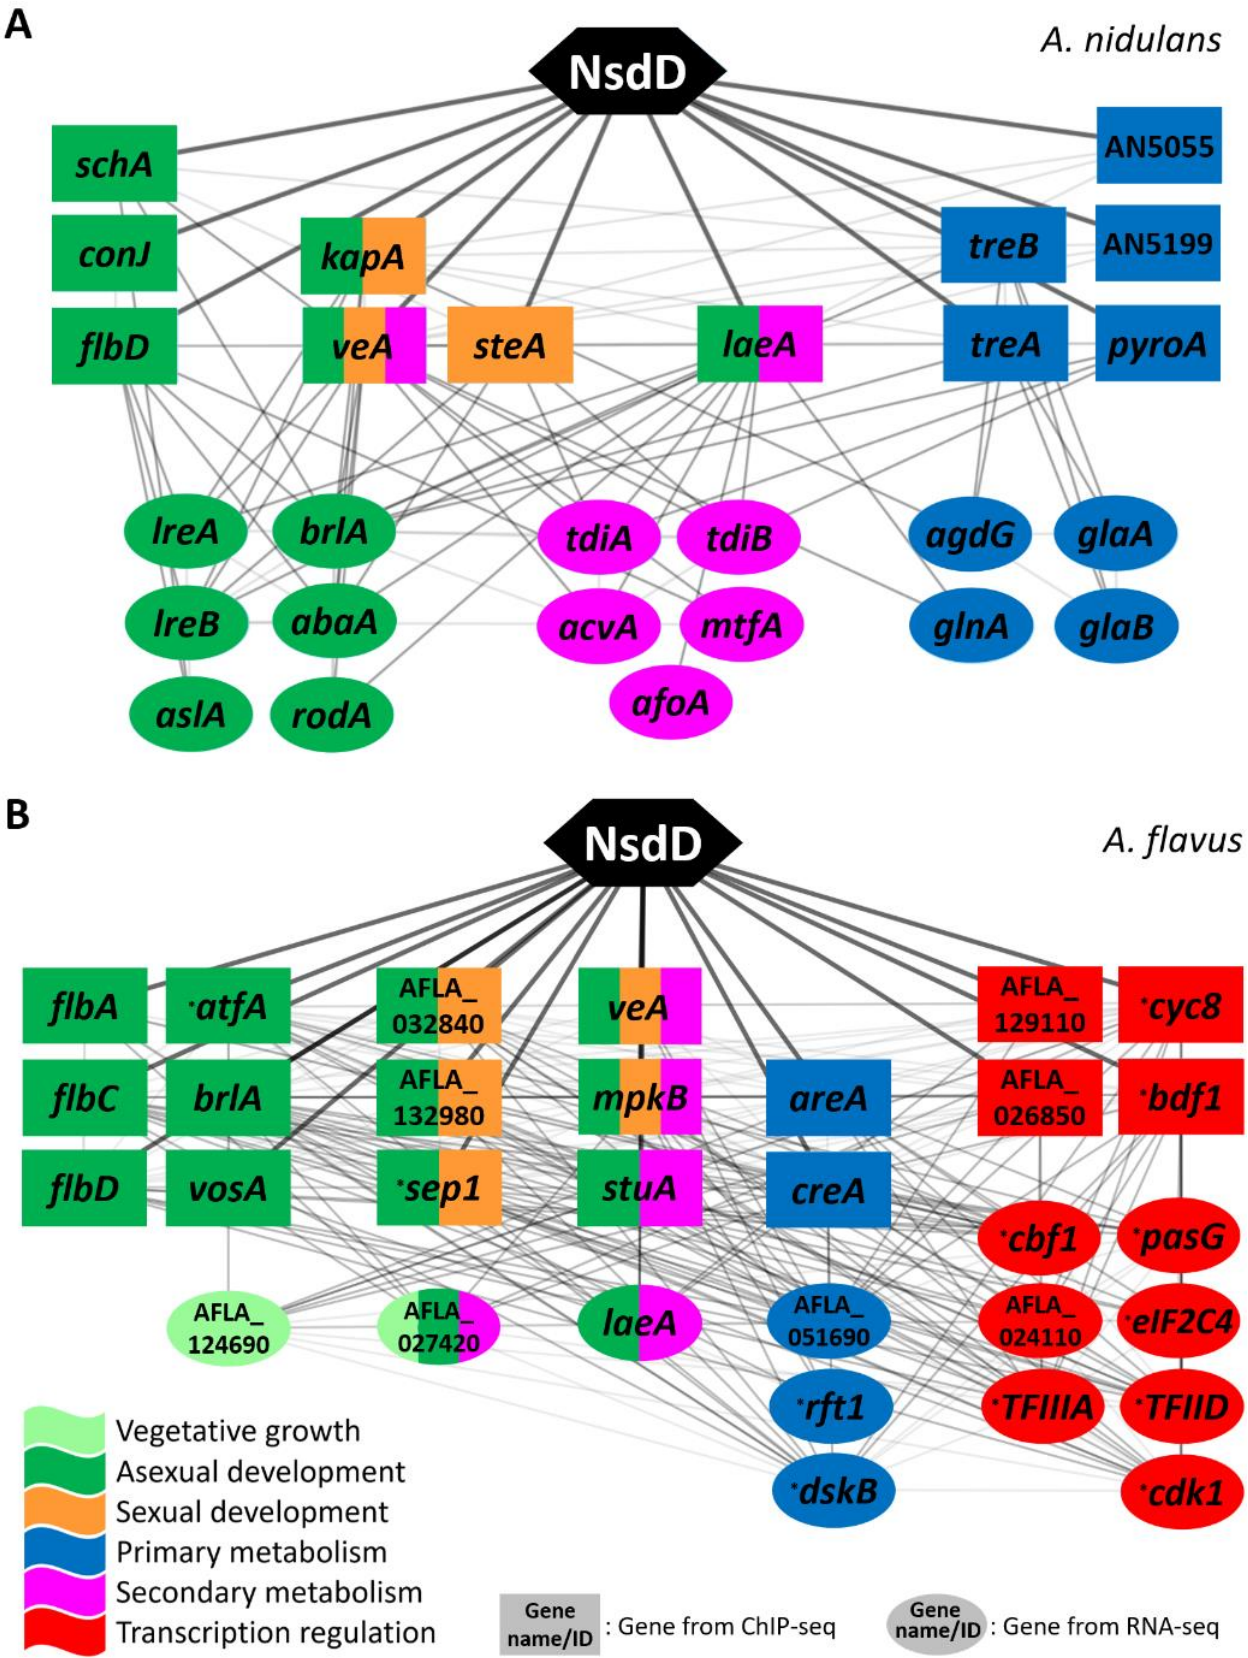 A
NsdD
A. nidulans
schA
AN5055
conJ
kapA
treB
AN5199
flbD
veA
steA
laeA
treA
pyroA
lreA
brlA
tdiA
tdiB
agdG
glaA
lreB
abaA
acvA
mtfA
glnA
glaB
aslA
rodA
afoA
B
NsdD
A. flavus
flbA
*atfA
AFLA_
032840
veA
AFLA_
129110
*cyc8
flbC
brlA
AFLA_
132980
mpkB
areA
AFLA_
026850
*bdf1
flbD
vosA
*sep1
stuA
creA
*cbf1
*pasG
AFLA_
124690
AFLA_
027420
laeA
AFLA_
051690
AFLA_
024110
*eIF2C4
*rft1
*TFIIIA
*TFIID
*dskB
*cdk1
Vegetative growth
Asexual development
Sexual development
Primary metabolism
Secondary metabolism
Transcription regulation
Gene
name/ID
: Gene from ChIP-seq
Gene
name/ID
: Gene from RNA-seq